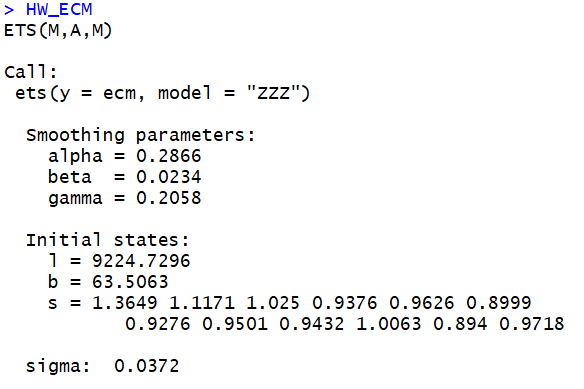 > HW_ECM
ETS(M,A,M)
Call:
ets(y = ecm, model = "ZZZ")
Smoothing parameters:
alpha = 0.2866
beta  = 0.0234
gamma = 0.2058
Initial states:
l = 9224.7296
b = 63.5063
s = 1.3649 1.1171 1.025 0.9376 0.9626 0.8999
0.9276 0.9501 0.9432 1.0063 0.894 0.9718
sigma:  0.0372